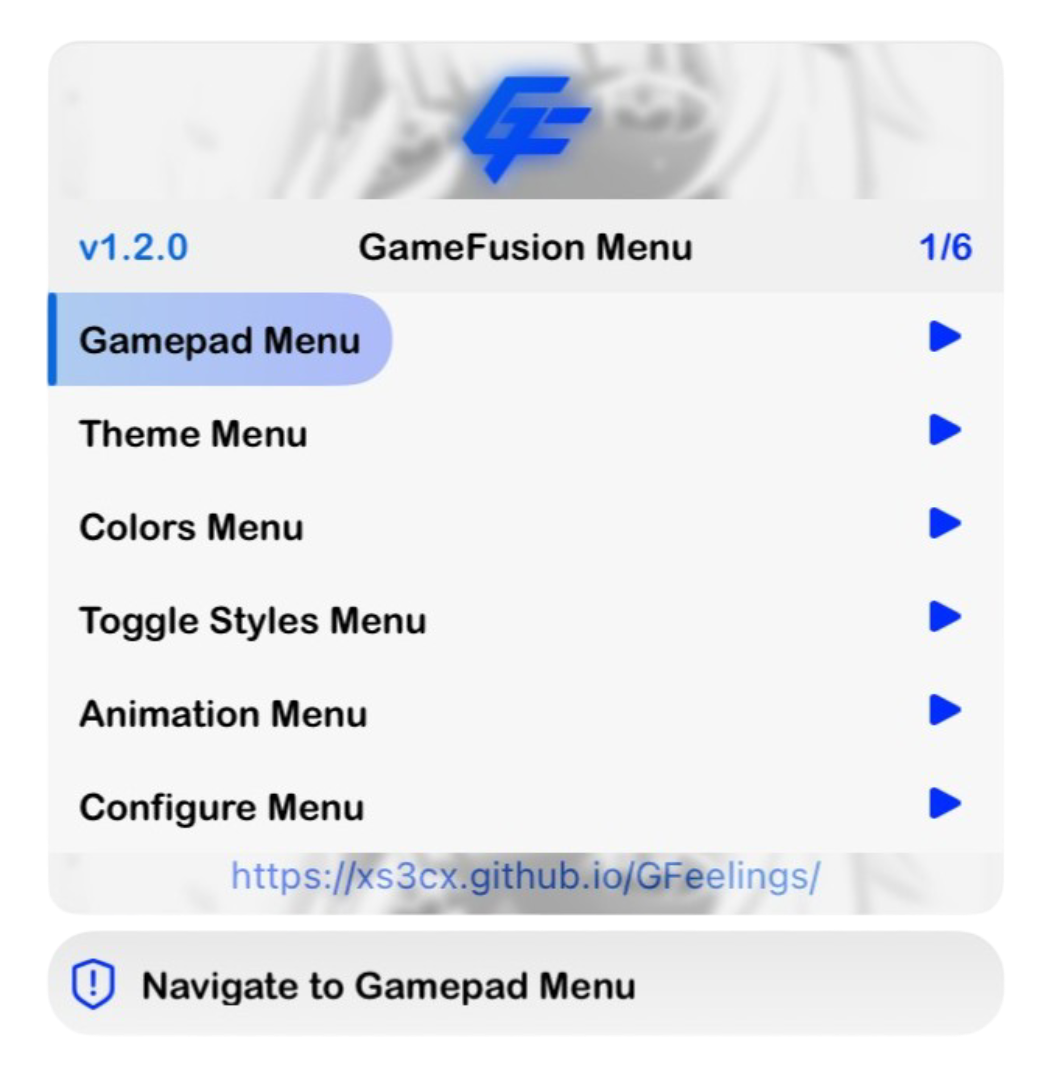 GF
v1.2.0 GameFusion Menu 1/6
Gamepad Menu
Theme Menu
Colors Menu
Toggle Styles Menu
Animation Menu
Configure Menu
https://xs3cx.github.io/GFeelings/
Navigate to Gamepad Menu